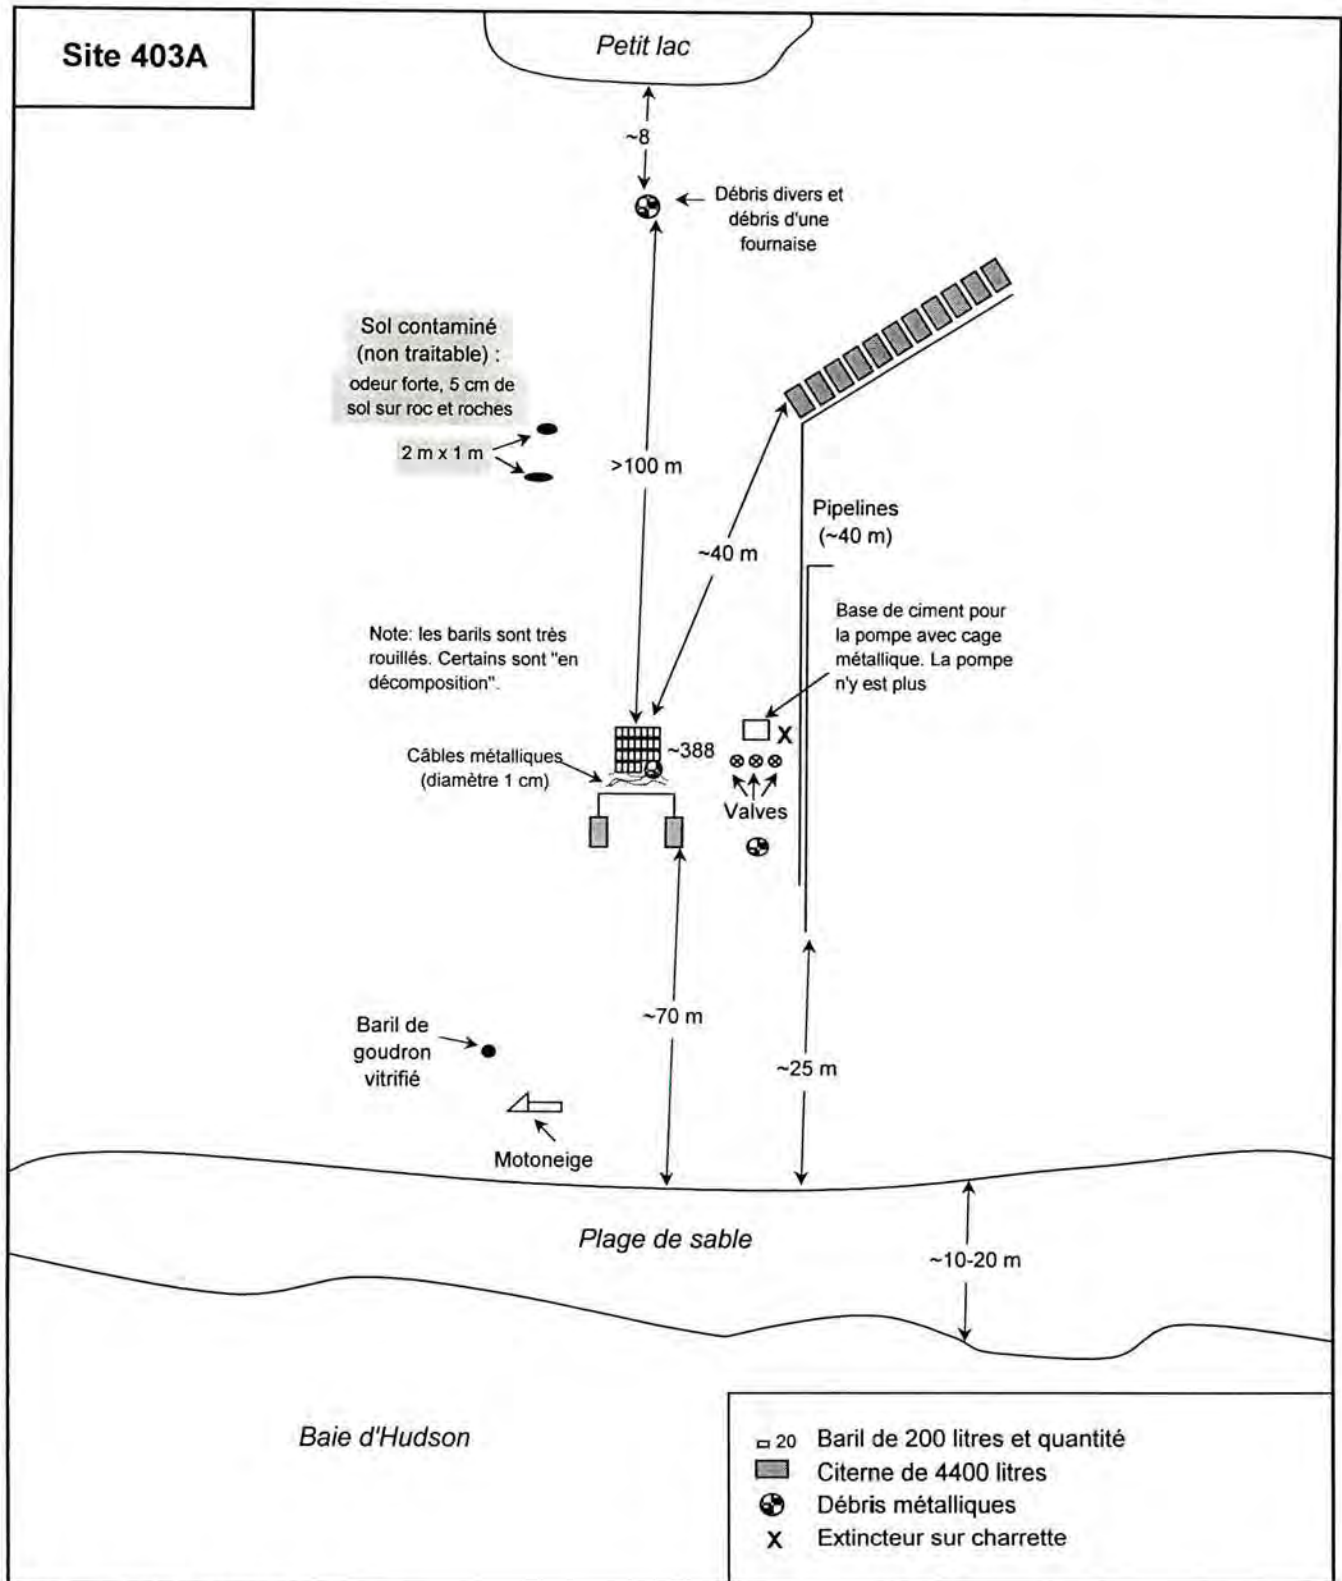 Site 403A
Petit lac
~8
Débris divers et
débris d'une
fournaise
Sol contaminé
(non traitable) :
odeur forte, 5 cm de
sol sur roc et roches
2 m x 1 m
>100 m
Pipelines
(~40 m)
~40 m
Base de ciment pour
la pompe avec cage
métallique. La pompe
n'y est plus
Note: les barils sont très
rouillés. Certains sont "en
décomposition".
X
~388
Câbles métalliques
(diamètre 1 cm)
Valves
~70 m
Baril de
goudron
vitrifié
~25 m
Motoneige
Plage de sable
~10-20 m
Baie d'Hudson
20 Baril de 200 litres et quantité
Citerne de 4400 litres
Débris métalliques
X Extincteur sur charrette